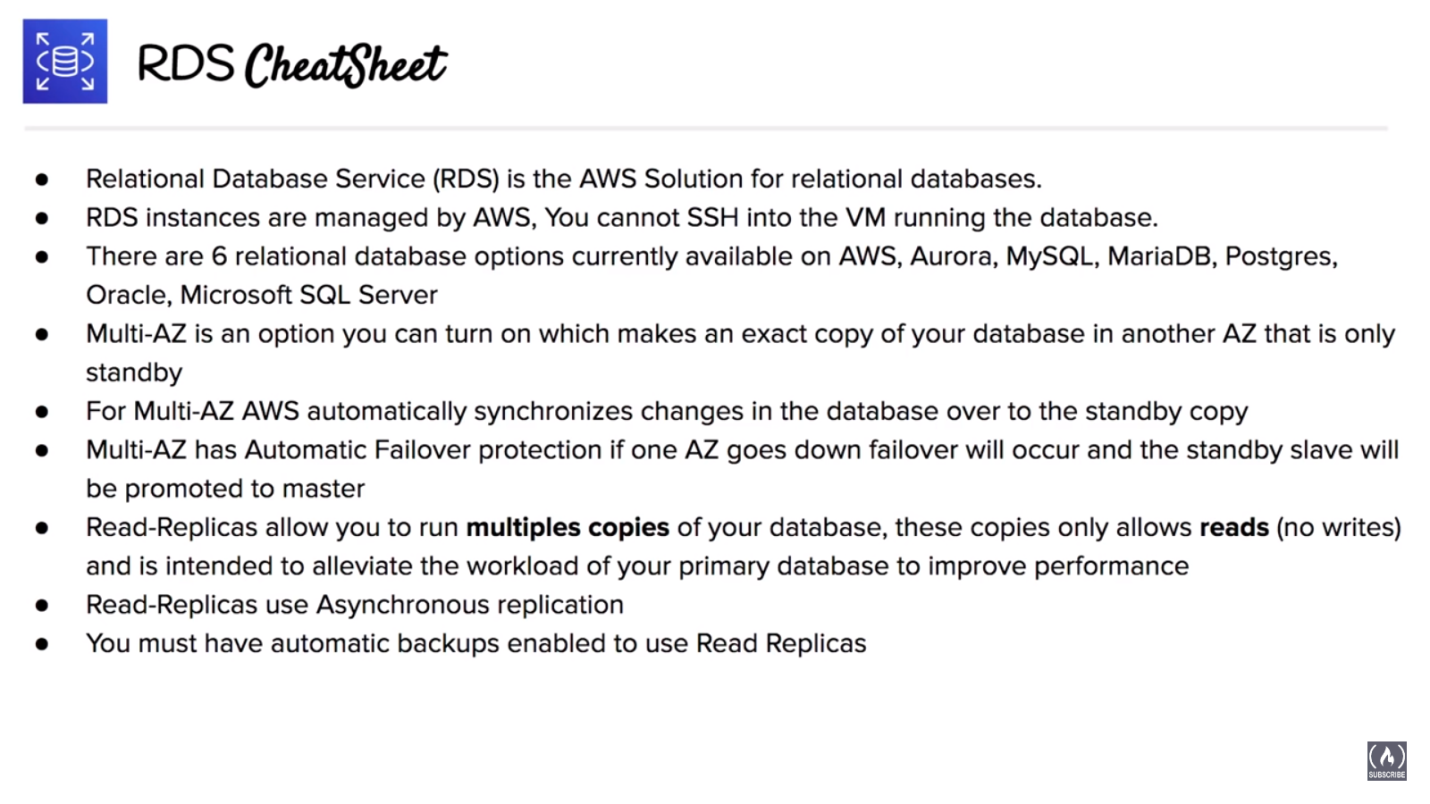 RDS CheatSheet
● Relational Database Service (RDS) is the AWS Solution for relational databases.
● RDS instances are managed by AWS, You cannot SSH into the VM running the database.
● There are 6 relational database options currently available on AWS, Aurora, MySQL, MariaDB, Postgres,
Oracle, Microsoft SQL Server
● Multi-AZ is an option you can turn on which makes an exact copy of your database in another AZ that is only
standby
● For Multi-AZ AWS automatically synchronizes changes in the database over to the standby copy
● Multi-AZ has Automatic Failover protection if one AZ goes down failover will occur and the standby slave will
be promoted to master
● Read-Replicas allow you to run multiples copies of your database, these copies only allows reads (no writes)
and is intended to alleviate the workload of your primary database to improve performance
● Read-Replicas use Asynchronous replication
● You must have automatic backups enabled to use Read Replicas
SUBSCRIBE